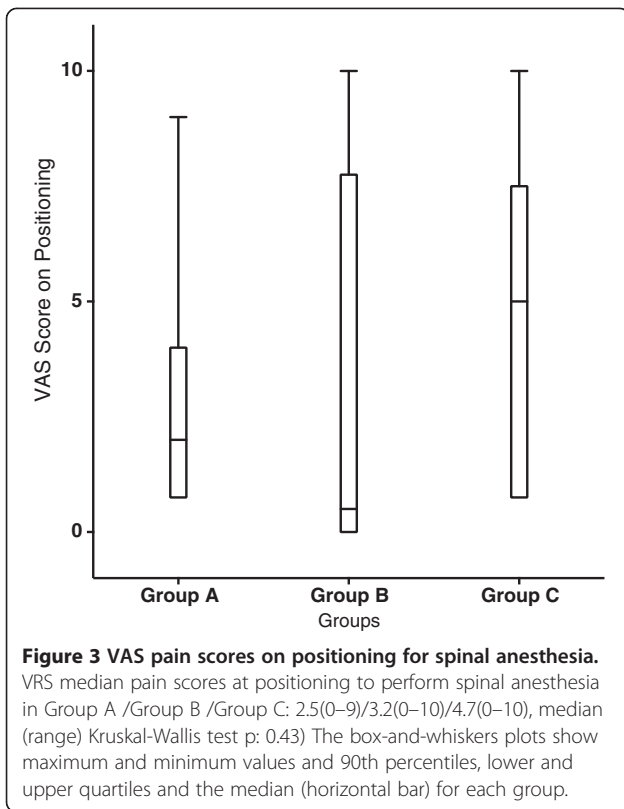 10
5
0
VAS Score on Positioning
Group A Group B Group C
Groups
Figure 3 VAS pain scores on positioning for spinal anesthesia.
VRS median pain scores at positioning to perform spinal anesthesia
in Group A /Group B /Group C: 2.5(0–9)/3.2(0–10)/4.7(0–10), median
(range) Kruskal-Wallis test p: 0.43) The box-and-whiskers plots show
maximum and minimum values and 90th percentiles, lower and
upper quartiles and the median (horizontal bar) for each group.